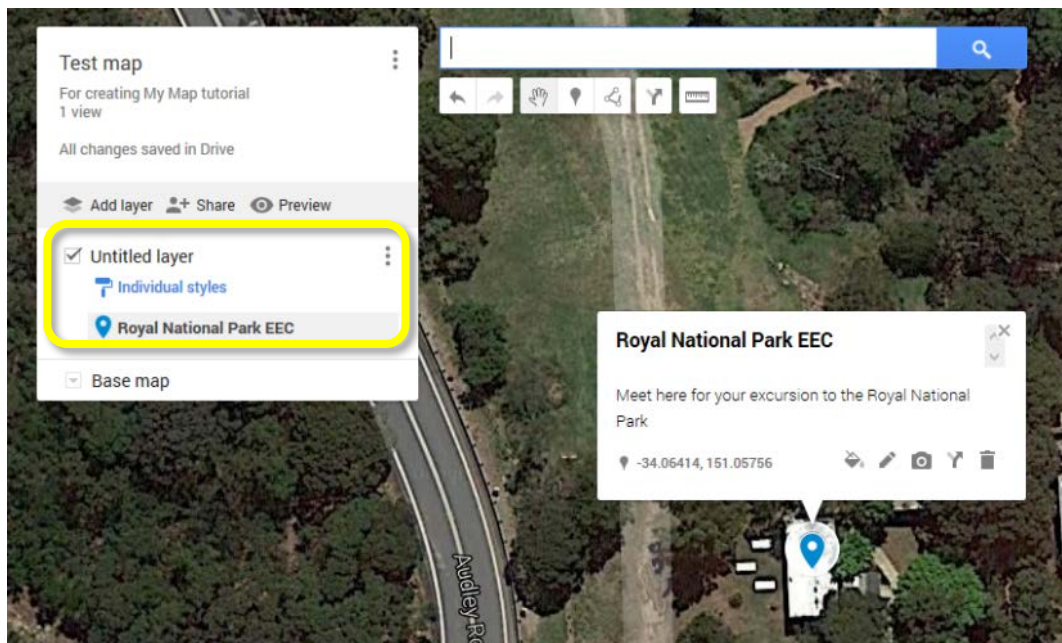 Test map
For creating My Map tutorial
1 view
All changes saved in Drive
Add layer Share Preview
Untitled layer
Individual styles
Royal National Park EEC
Base map
Royal National Park EEC
Meet here for your excursion to the Royal National
Park
-34.06414, 151.05756
Audley Ro